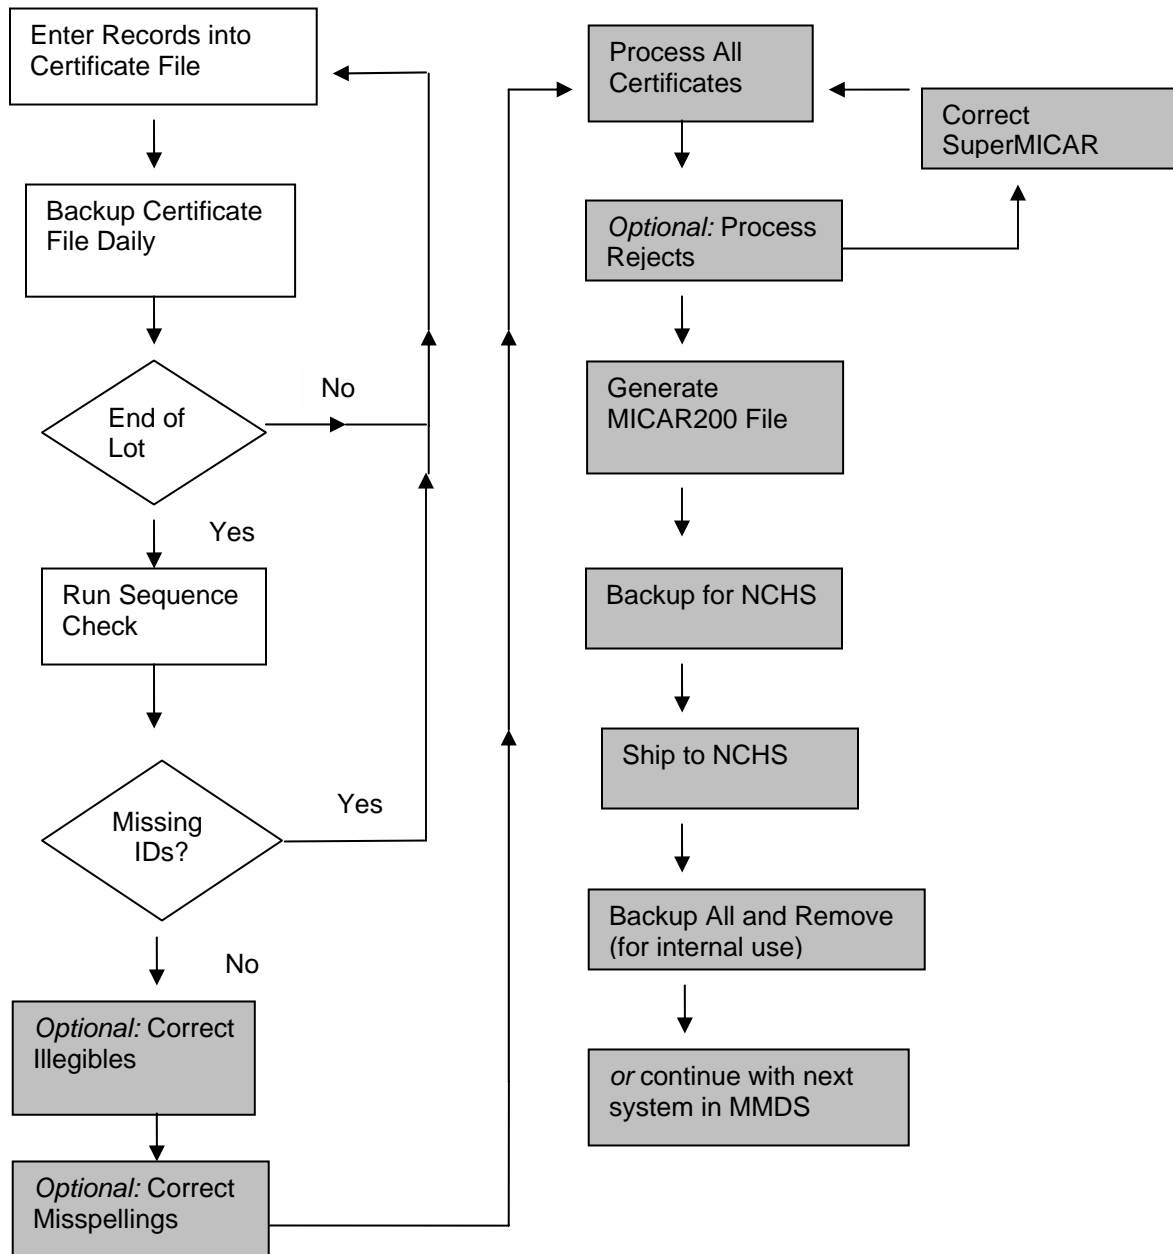 Enter Records into
Certificate File
Backup Certificate
File Daily
End of
Lot
No
Yes
Run Sequence
Check
Missing
IDs?
Yes
No
Optional: Correct
Illegibles
Optional: Correct
Misspellings
Process All
Certificates
Correct
SuperMICAR
Optional: Process
Rejects
Generate
MICAR200 File
Backup for NCHS
Ship to NCHS
Backup All and Remove
(for internal use)
or continue with next
system in MMDS